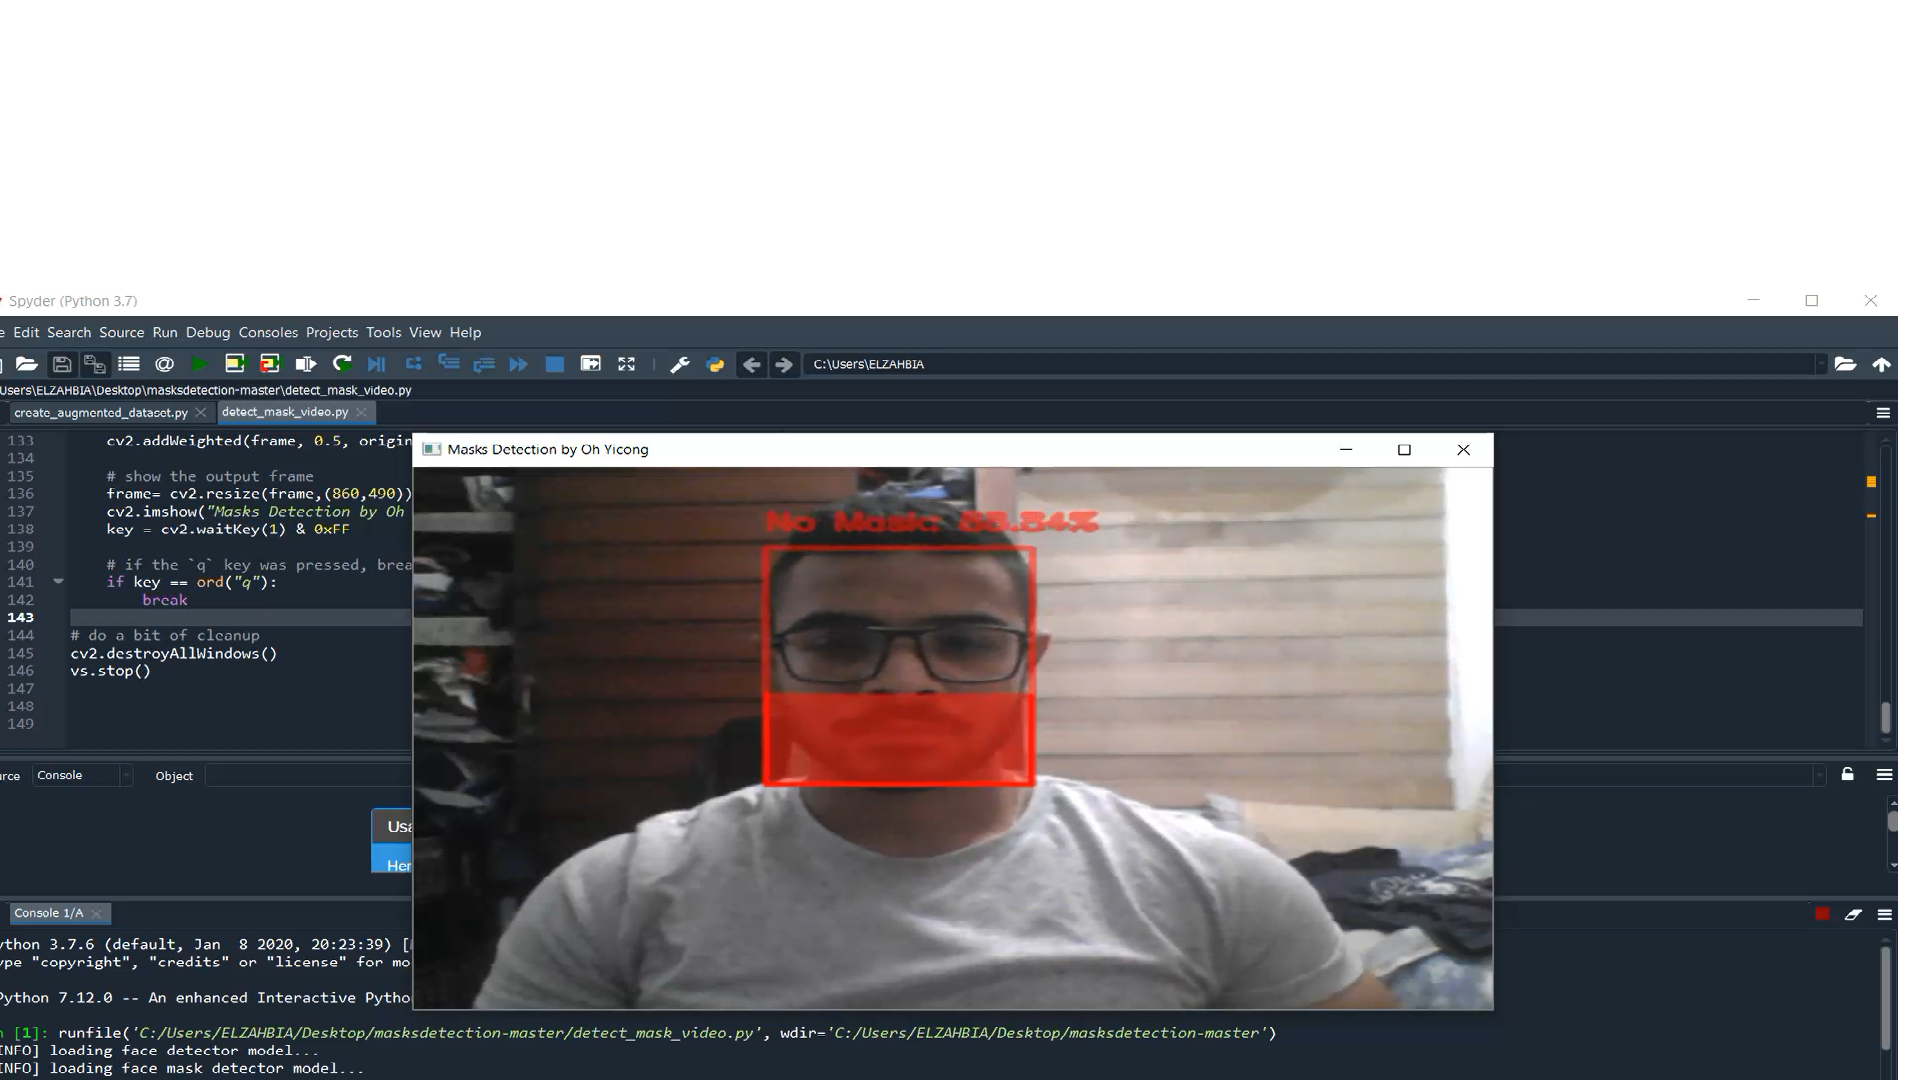 Spyder (Python 3.7)
e Edit Search Source Run Debug Consoles Projects Tools View Help
C:\Users\ELZAHBIA
Users\ELZAHBIA\Desktop\masksdetection-master\detect_mask_video.py
create_augmented_dataset.py detect_mask_video.py
133 cv2.addWeighted(frame, 0.5, origin
134
135 # show the output frame
136 frame= cv2.resize(frame,(860,490))
137 cv2.imshow("Masks Detection by Oh
138 key = cv2.waitKey(1) & 0xFF
139
140 # if the `q` key was pressed, brea
141 if key == ord("q"):
142 break
143
144 # do a bit of cleanup
145 cv2.destroyAllWindows()
146 vs.stop()
147
148
149
Masks Detection by Oh Yicong
No Mask:
urce Console Object
Usa
Her
Console 1/A
ython 3.7.6 (default, Jan 8 2020, 20:23:39) [
ype "copyright", "credits" or "license" for mo
Python 7.12.0 -- An enhanced Interactive Pytho
n [1]: runfile('C:/Users/ELZAHBIA/Desktop/masksdetection-master/detect_mask_video.py', wdir='C:/Users/ELZAHBIA/Desktop/masksdetection-master')
INFO] loading face detector model...
INFO] loading face mask detector model...